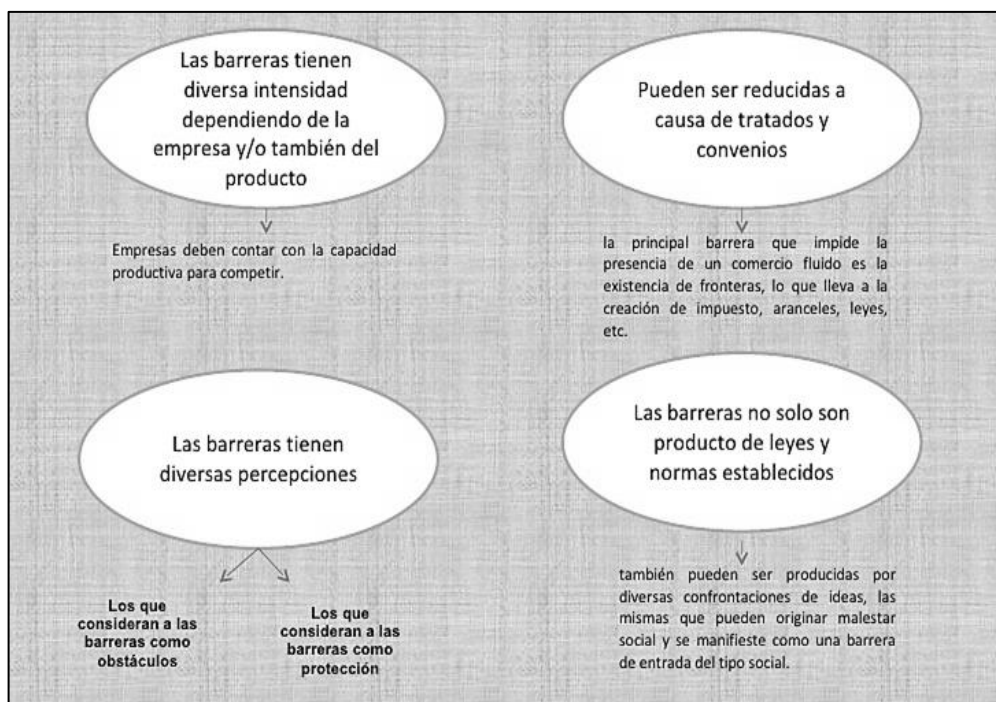 Las barreras tienen
diversa intensidad
dependiendo de la
empresa y/o también del
producto
Empresas deben contar con la capacidad
productiva para competir.
Pueden ser reducidas a
causa de tratados y
convenios
la principal barrera que impide la
presencia de un comercio fluido es la
existencia de fronteras, lo que lleva a la
creación de impuesto, aranceles, leyes,
etc.
Las barreras tienen
diversas percepciones
Los que
consideran a las
barreras como
obstáculos
Los que
consideran a las
barreras como
protección
Las barreras no solo son
producto de leyes y
normas establecidos
también pueden ser producidas por
diversas confrontaciones de ideas, las
mismas que pueden originar malestar
social y se manifieste como una barrera
de entrada del tipo social.